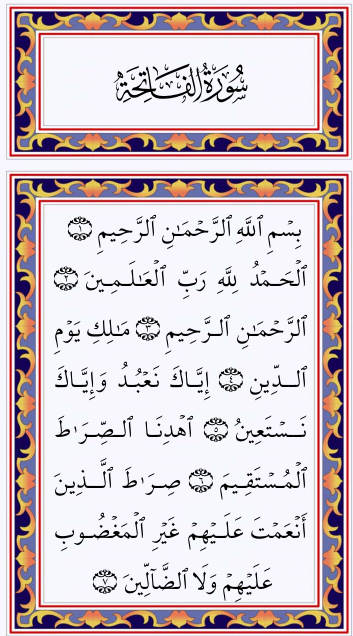 سُورَةُ الفَاتِحَةِ
بِسْمِ ٱللَّهِ ٱلرَّحْمَـٰنِ ٱلرَّحِيمِ ۝١
ٱلْحَمْدُ لِلَّهِ رَبِّ ٱلْعَـٰلَمِينَ ۝٢
ٱلرَّحْمَـٰنِ ٱلرَّحِيمِ ۝٣ مَـٰلِكِ يَوْمِ
ٱلدِّينِ ۝٤ إِيَّاكَ نَعْبُدُ وَإِيَّاكَ
نَسْتَعِينُ ۝٥ ٱهْدِنَا ٱلصِّرَٰطَ
ٱلْمُسْتَقِيمَ ۝٦ صِرَٰطَ ٱلَّذِينَ
أَنْعَمْتَ عَلَيْهِمْ غَيْرِ ٱلْمَغْضُوبِ
عَلَيْهِمْ وَلَا ٱلضَّآلِّينَ ۝٧